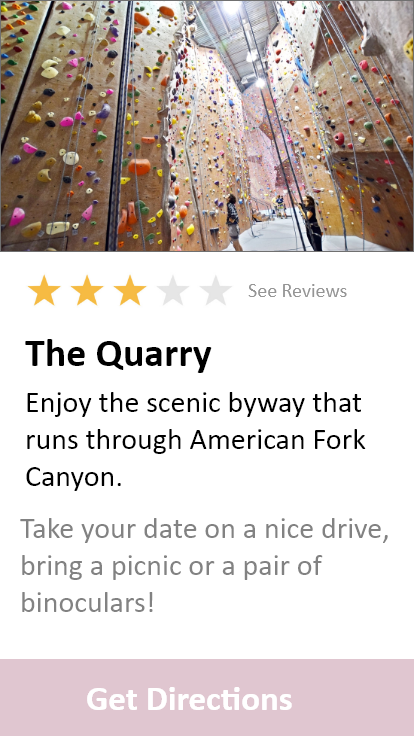 See Reviews
The Quarry
Enjoy the scenic byway that
runs through American Fork
Canyon.
Take your date on a nice drive,
bring a picnic or a pair of
binoculars!
Get Directions